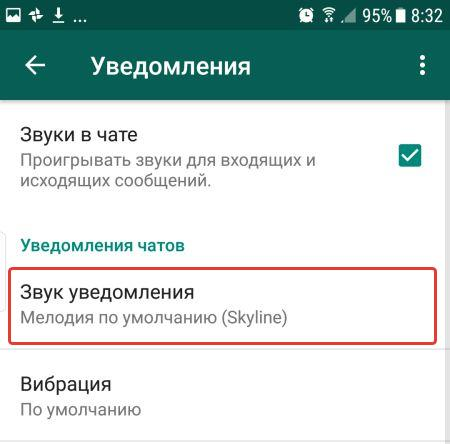 ... 95% 8:32
Уведомления
Звуки в чате
Проигрывать звуки для входящих и
исходящих сообщений.
Уведомления чатов
Звук уведомления
Мелодия по умолчанию (Skyline)
Вибрация
По умолчанию